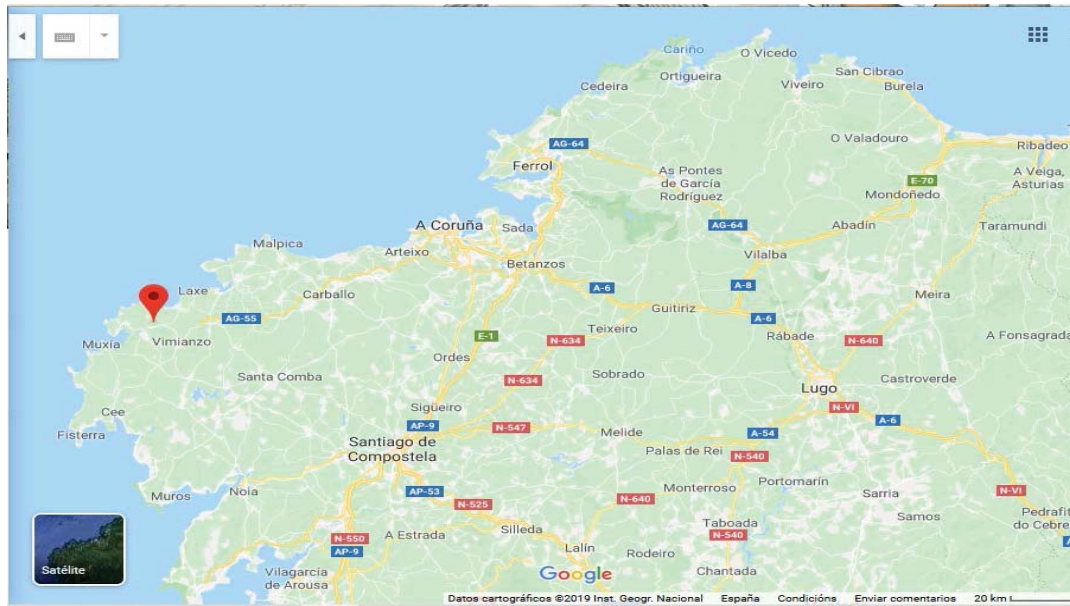 Cariño
O Vicedo
Ortigueira
San Cibrao
Cedeira
Viveiro
Burela
O Valadouro
AG-64
Ribadeo
Ferrol
As Pontes
de García
Rodríguez
A Veiga,
Asturias
E-70
Mondoñedo
A Coruña
Sada
AG-64
Abadín
Taramundi
Malpica
Arteixo
Vilalba
Betanzos
Laxe
Carballo
A-6
A-8
Meira
Guitiriz
AG-55
A-6
Teixeiro
E-1
Rábade
A Fonsagrada
Muxía
Vimianzo
N-634
N-640
Ordes
Santa Comba
N-634
Sobrado
Castroverde
Lugo
Cee
Sigüeiro
N-VI
AP-9
N-547
A-6
Fisterra
Melide
A-54
Santiago de
Compostela
Palas de Rei
N-540
Portomarín
Muros
Noia
AP-53
Monterroso
Sarria
N-VI
N-640
N-525
Samos
Pedrafit
do Cebre
Silleda
Taboada
N-550
A Estrada
N-540
AP-9
Lalín
Rodeiro
Satélite
Vilagarcía
de Arousa
Google
Chantada
Datos cartográficos ©2019 Inst. Geogr. Nacional España Condicións Enviar comentarios 20 km